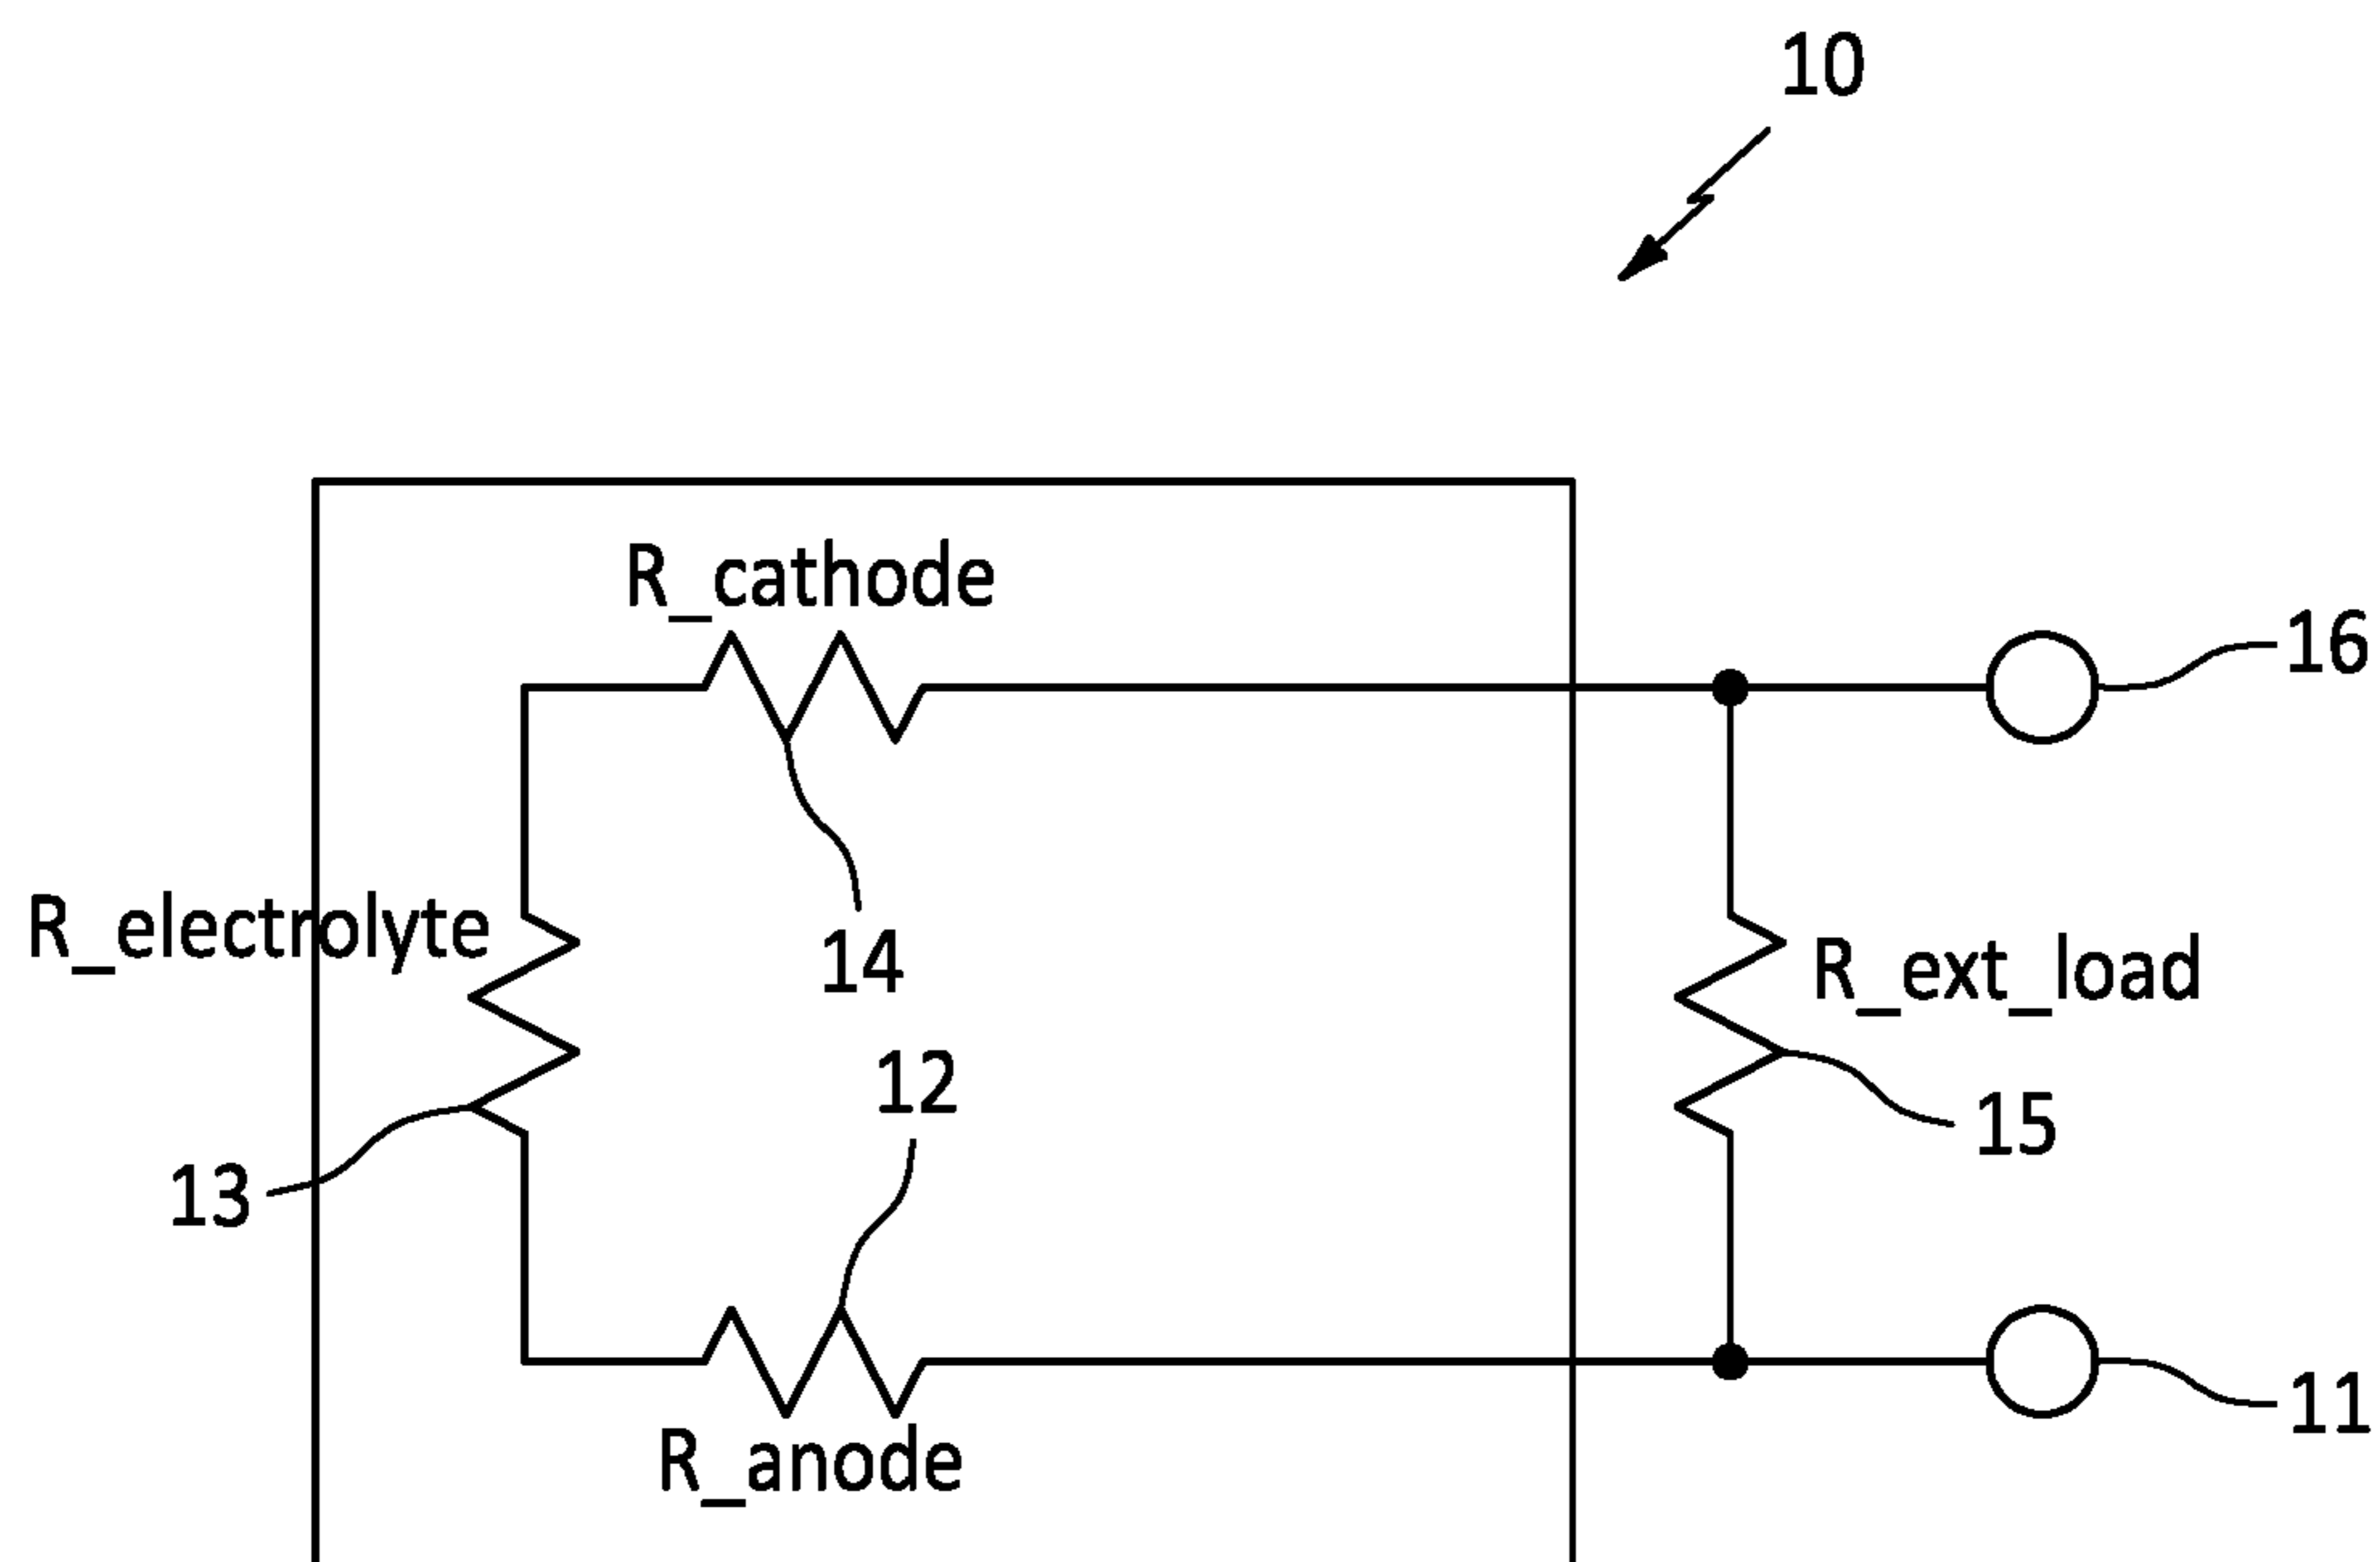 10
R_cathode
16
R_electrolyte
14
R_ext_load
12
15
13
11
R_anode